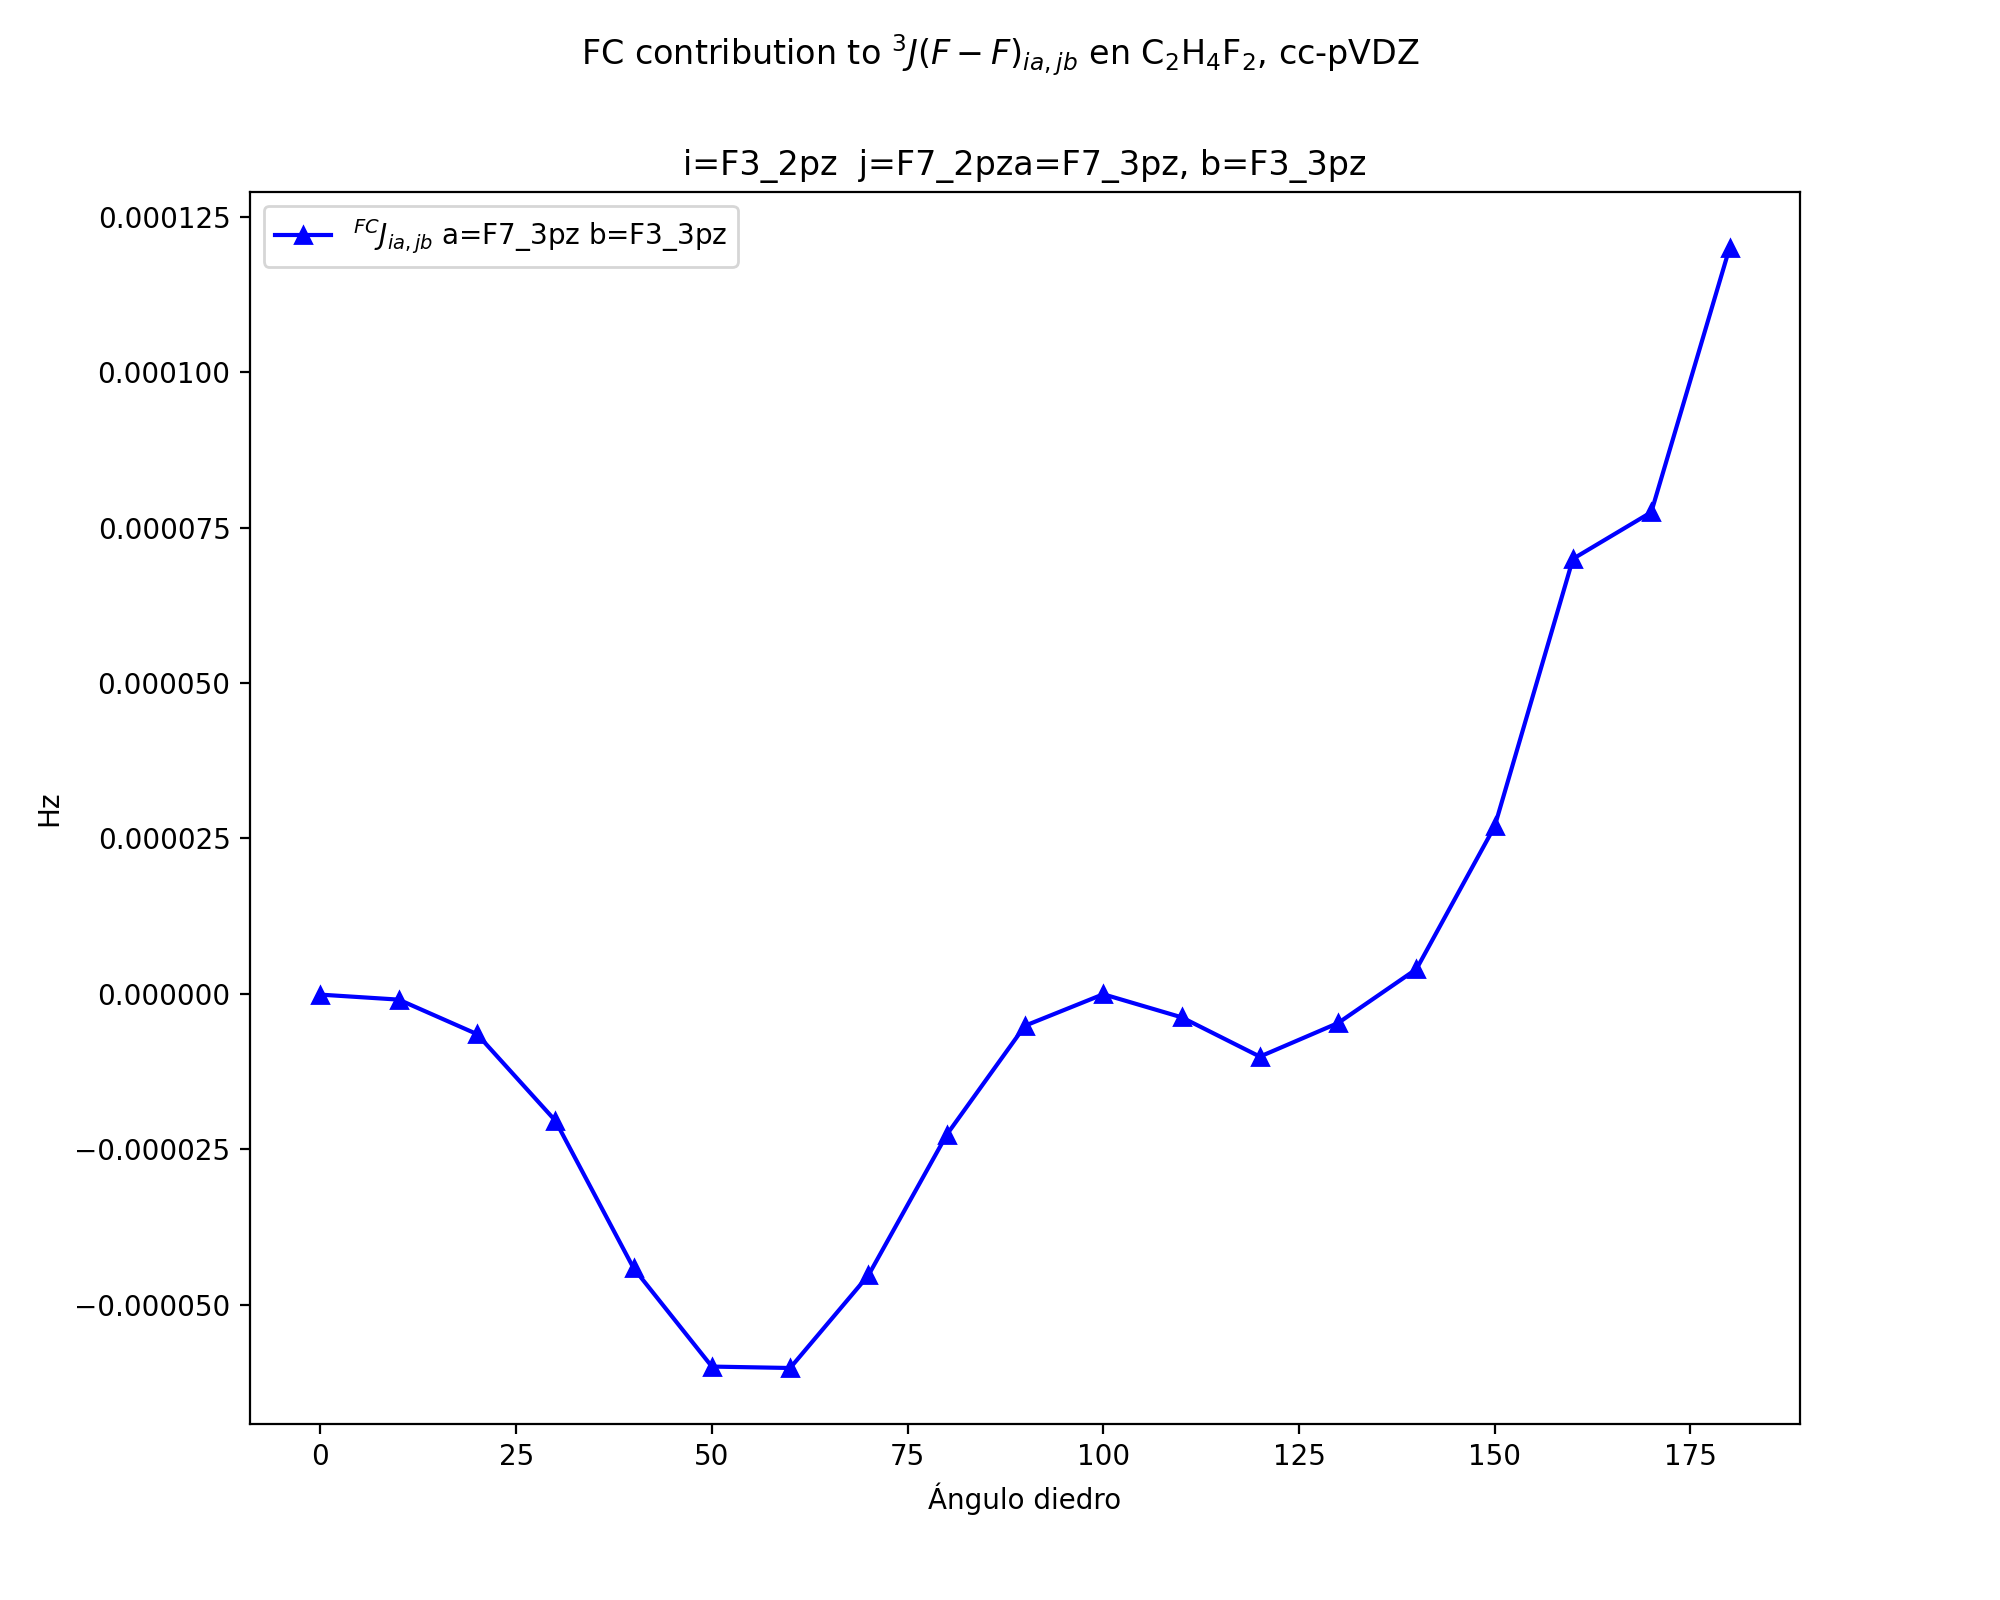 FC contribution to ³J(F − F)ia, jb en C₂H₄F₂, cc-pVDZ
i=F3_2pz  j=F7_2pza=F7_3pz, b=F3_3pz
FCJia, jb a=F7_3pz b=F3_3pz
0.000125
0.000100
0.000075
0.000050
0.000025
0.000000
−0.000025
−0.000050
Hz
0 25 50 75 100 125 150 175
Ángulo diedro